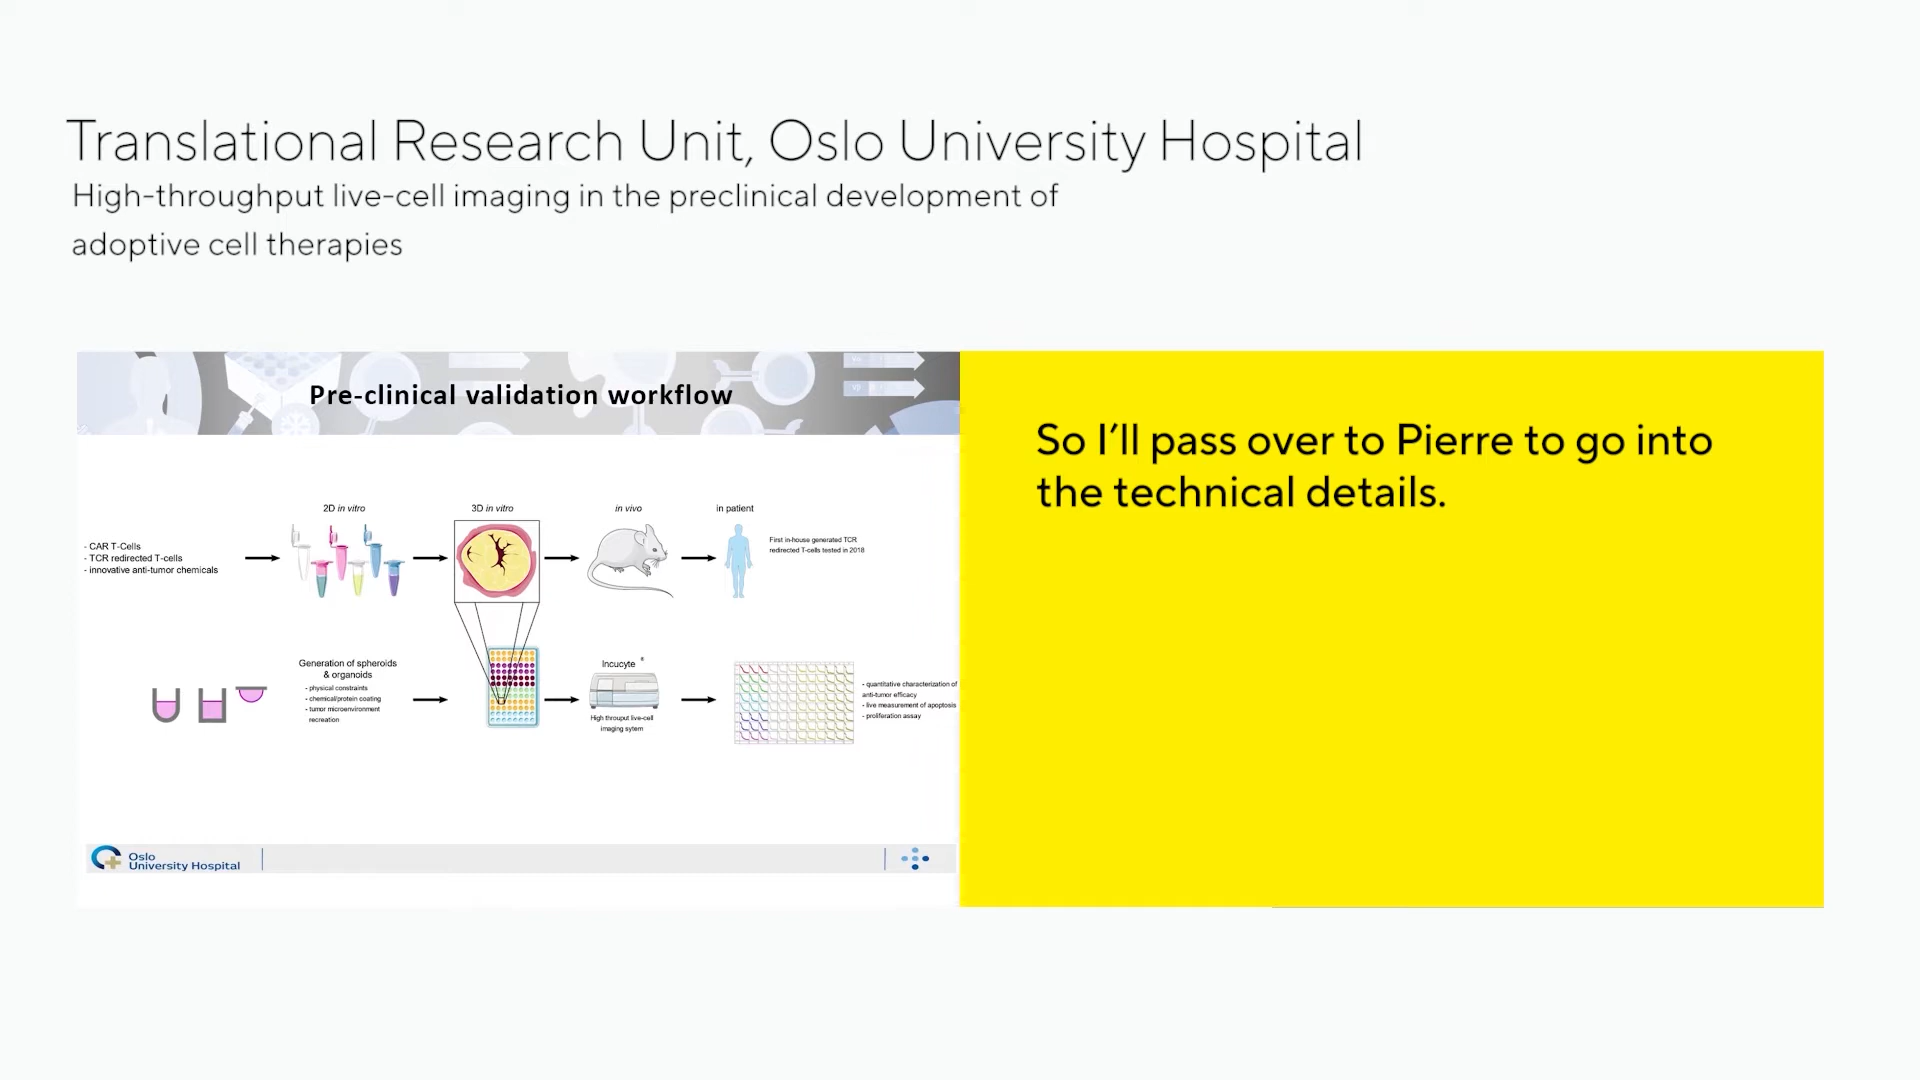 Translational Research Unit, Oslo University Hospital
High-throughput live-cell imaging in the preclinical development of
adoptive cell therapies
Pre-clinical validation workflow
2D in vitro
3D in vitro
in vivo
in patient
- CAR T-Cells
- TCR redirected T-cells
- innovative anti-tumor chemicals
First in-house generated TCR
redirected T-cells tested in 2018
Generation of spheroids
& organoids
- physical constraints
- chemical/protein coating
- tumor microenvironment
recreation
Incucyte ®
High throuput live-cell
imaging sytem
- quantitative characterization of
anti-tumor efficacy
- live measurement of apoptosis
- proliferation assay
Oslo
University Hospital
So I'll pass over to Pierre to go into
the technical details.